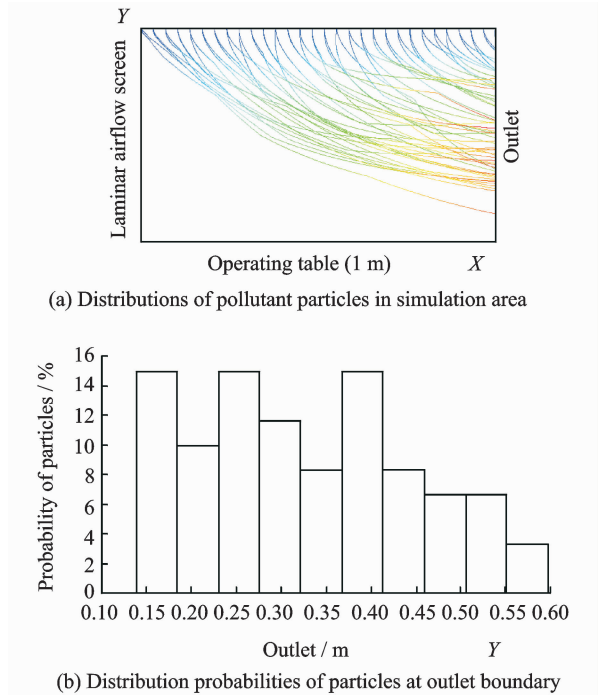 Y
Laminar airflow screen
Outlet
Operating table (1 m)
X
(a) Distributions of pollutant particles in simulation area
Probability of particles / %
16
14
12
10
8
6
4
2
0
0.10 0.15 0.20 0.25 0.30 0.35 0.40 0.45 0.50 0.55 0.60
Outlet / m
Y
(b) Distribution probabilities of particles at outlet boundary